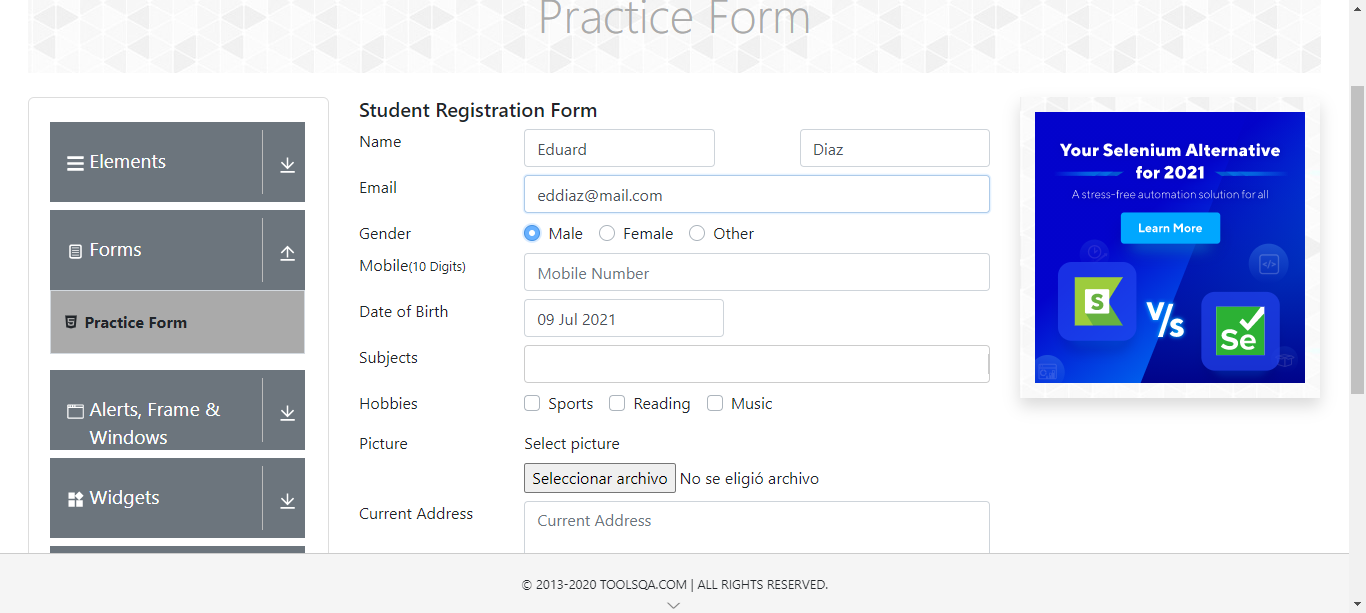 Practice Form
Elements
Forms
Practice Form
Alerts, Frame &
Windows
Widgets
Student Registration Form
Name
Eduard
Diaz
Email
eddiaz@mail.com
Gender
Male
Female
Other
Mobile(10 Digits)
Mobile Number
Date of Birth
09 Jul 2021
Subjects
Hobbies
Sports
Reading
Music
Picture
Select picture
Seleccionar archivo No se eligió archivo
Current Address
Current Address
Your Selenium Alternative
for 2021
A stress-free automation solution for all
Learn More
S
V/s
Se
© 2013-2020 TOOLSQA.COM | ALL RIGHTS RESERVED.